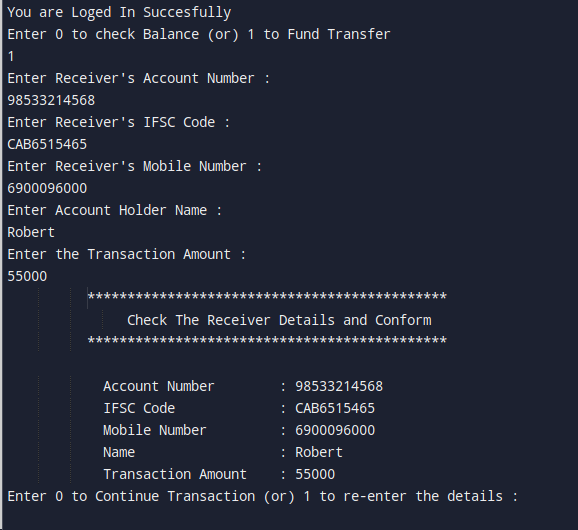 You are Loged In Succesfully
Enter 0 to check Balance (or) 1 to Fund Transfer
1
Enter Receiver's Account Number :
98533214568
Enter Receiver's IFSC Code :
CAB6515465
Enter Receiver's Mobile Number :
6900096000
Enter Account Holder Name :
Robert
Enter the Transaction Amount :
55000
*********************************************
Check The Receiver Details and Conform
*********************************************
Account Number : 98533214568
IFSC Code : CAB6515465
Mobile Number : 6900096000
Name : Robert
Transaction Amount : 55000
Enter 0 to Continue Transaction (or) 1 to re-enter the details :